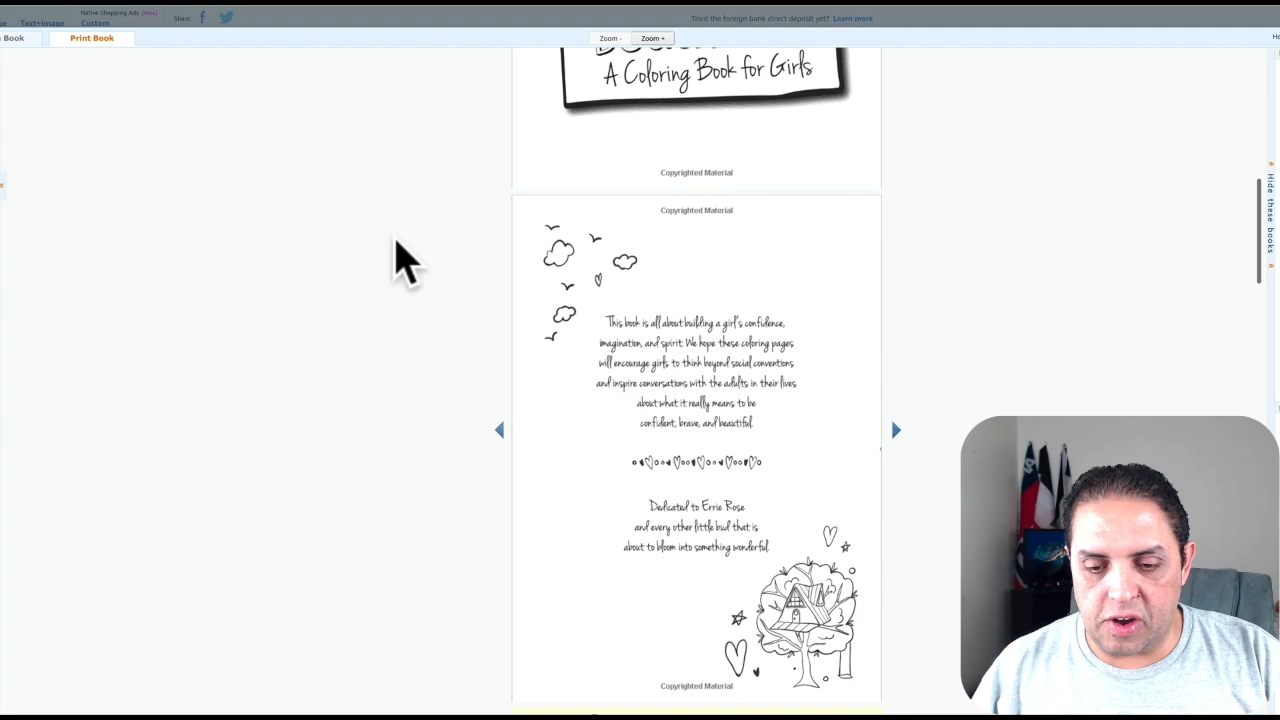 Native Shopping Ads (New)
Text+Image
Custom
Share:
Tried the foreign bank direct deposit yet? Learn more
Book
Print Book
Zoom -
Zoom +
A Coloring Book for Girls
Copyrighted Material
Copyrighted Material
This book is all about building a girl's confidence,
imagination, and spirit. We hope these coloring pages
will encourage girls to think beyond social conventions
and inspire conversations with the adults in their lives
about what it really means to be
confident, brave, and beautiful.
Dedicated to Errie Rose
and every other little bud that is
about to bloom into something wonderful.
Copyrighted Material
Hide these books